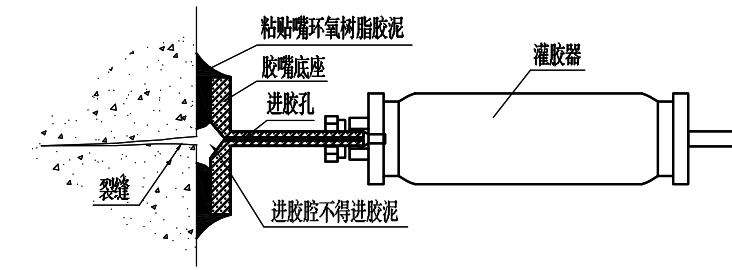 粘贴嘴环氧树脂胶泥
胶嘴底座
灌胶器
进胶孔
裂缝
进胶腔不得进胶泥